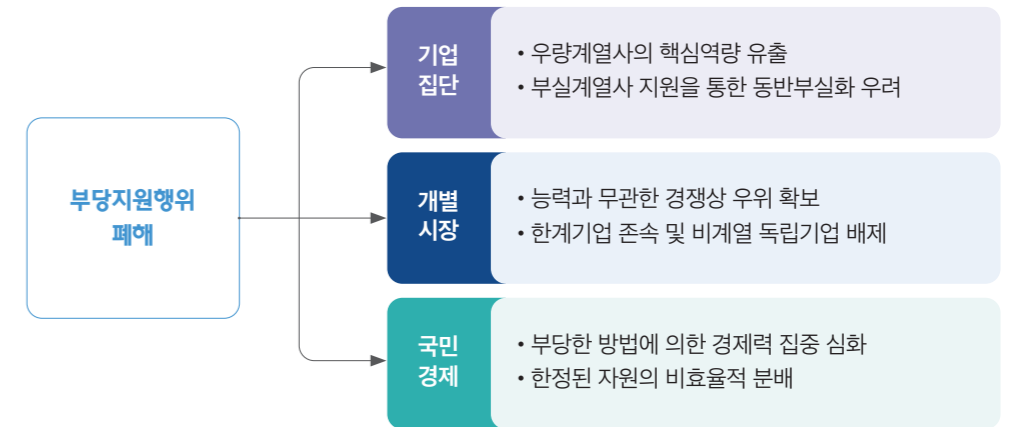 부당지원행위
폐해
기업
집단
• 우량계열사의 핵심역량 유출
• 부실계열사 지원을 통한 동반부실화 우려
개별
시장
• 능력과 무관한 경쟁상 우위 확보
• 한계기업 존속 및 비계열 독립기업 배제
국민
경제
• 부당한 방법에 의한 경제력 집중 심화
• 한정된 자원의 비효율적 분배